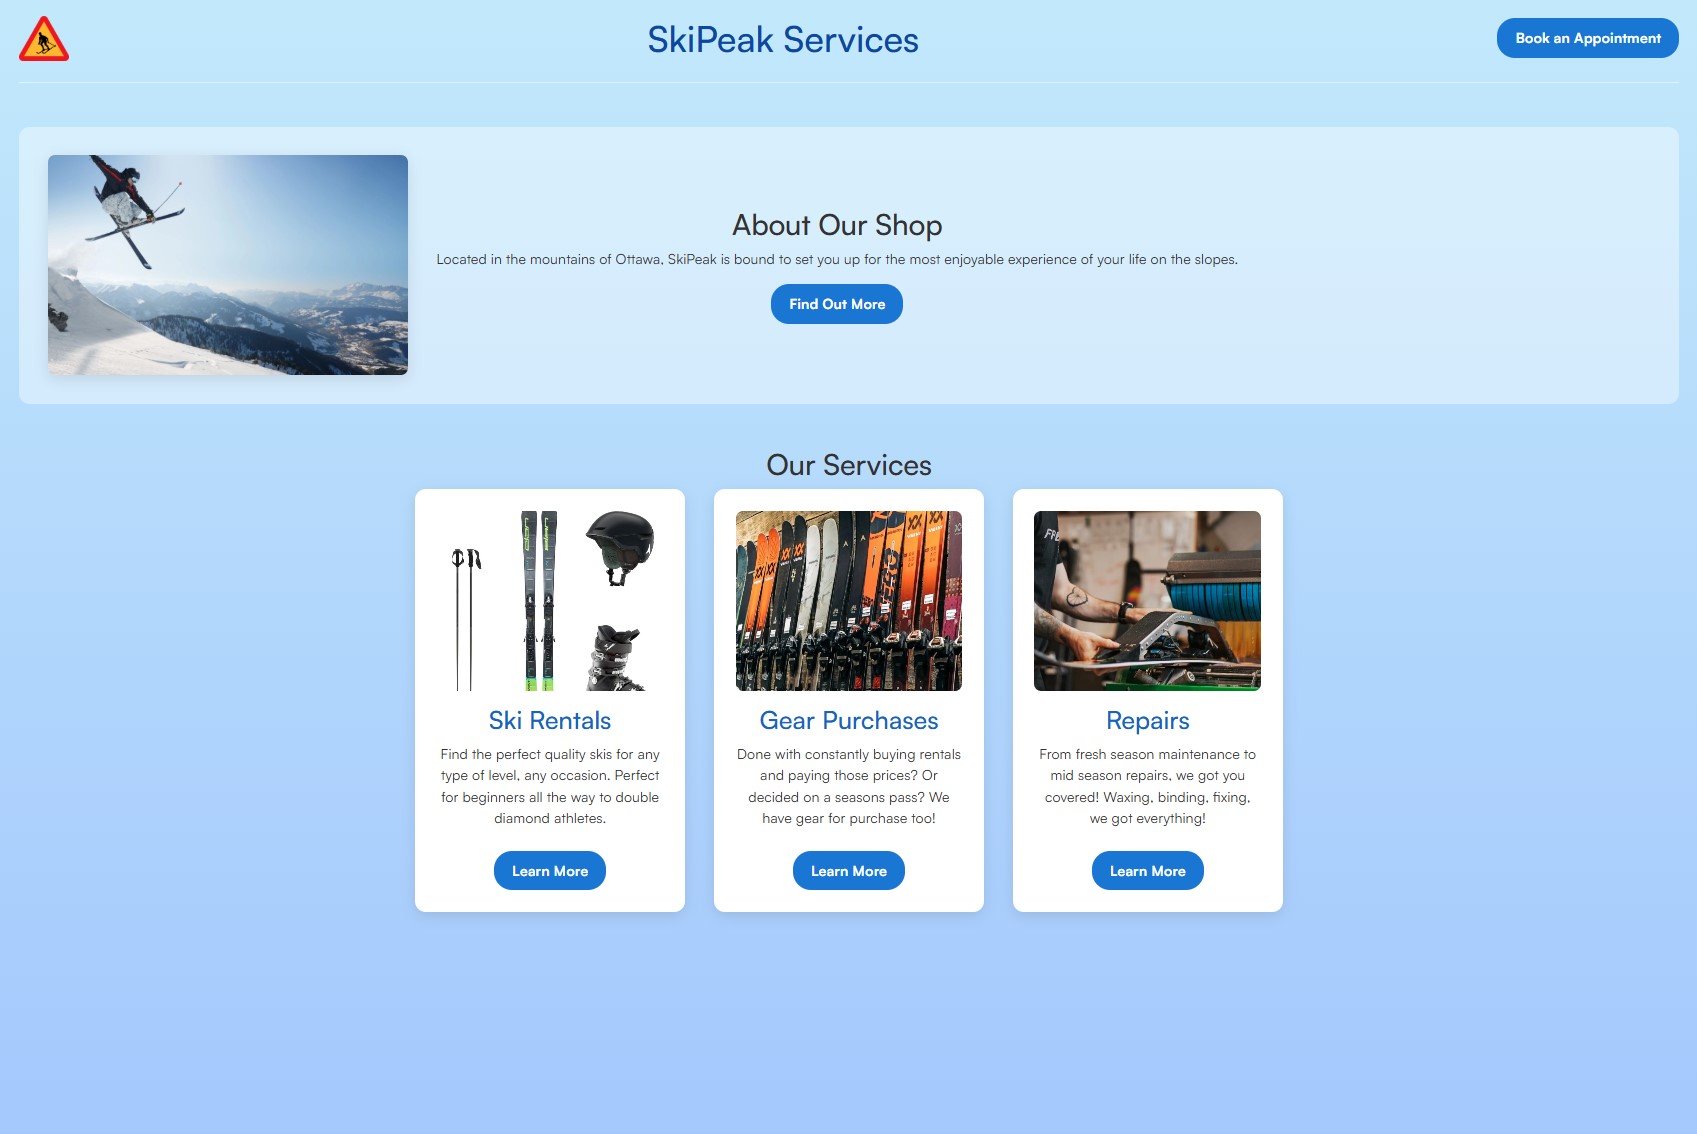 SkiPeak Services
Book an Appointment
About Our Shop
Located in the mountains of Ottawa, SkiPeak is bound to set you up for the most enjoyable experience of your life on the slopes.
Find Out More
Our Services
Ski Rentals
Find the perfect quality skis for any
type of level, any occasion. Perfect
for beginners all the way to double
diamond athletes.
Learn More
Gear Purchases
Done with constantly buying rentals
and paying those prices? Or
decided on a seasons pass? We
have gear for purchase too!
Learn More
Repairs
From fresh season maintenance to
mid season repairs, we got you
covered! Waxing, binding, fixing,
we got everything!
Learn More